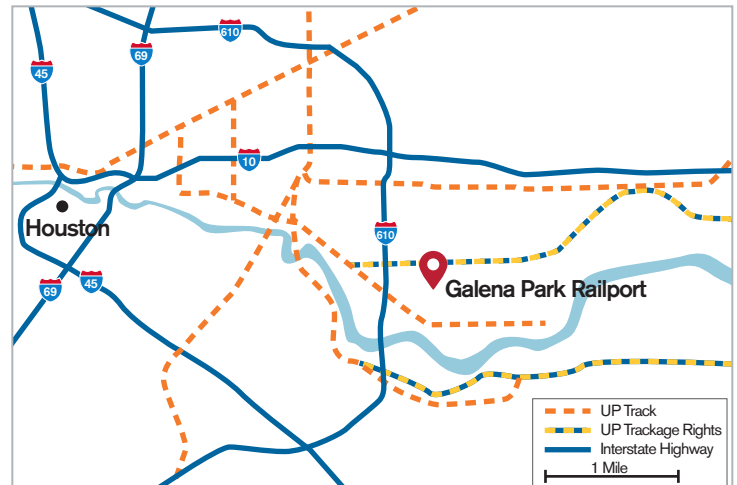 610
69
45
10
Houston
610
Galena Park Railport
69
45
UP Track
UP Trackage Rights
Interstate Highway
1 Mile